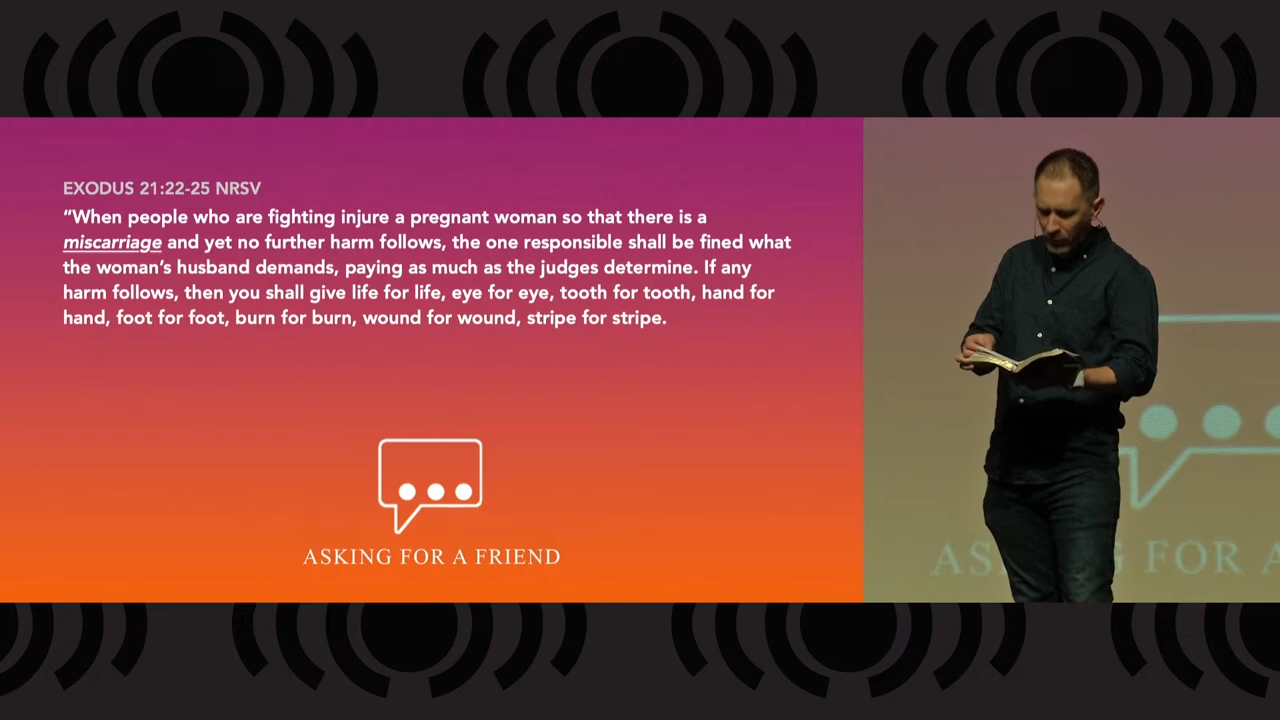 EXODUS 21:22-25 NRSV
“When people who are fighting injure a pregnant woman so that there is a
miscarriage and yet no further harm follows, the one responsible shall be fined what
the woman’s husband demands, paying as much as the judges determine. If any
harm follows, then you shall give life for life, eye for eye, tooth for tooth, hand for
hand, foot for foot, burn for burn, wound for wound, stripe for stripe.
ASKING FOR A FRIEND
FOR A